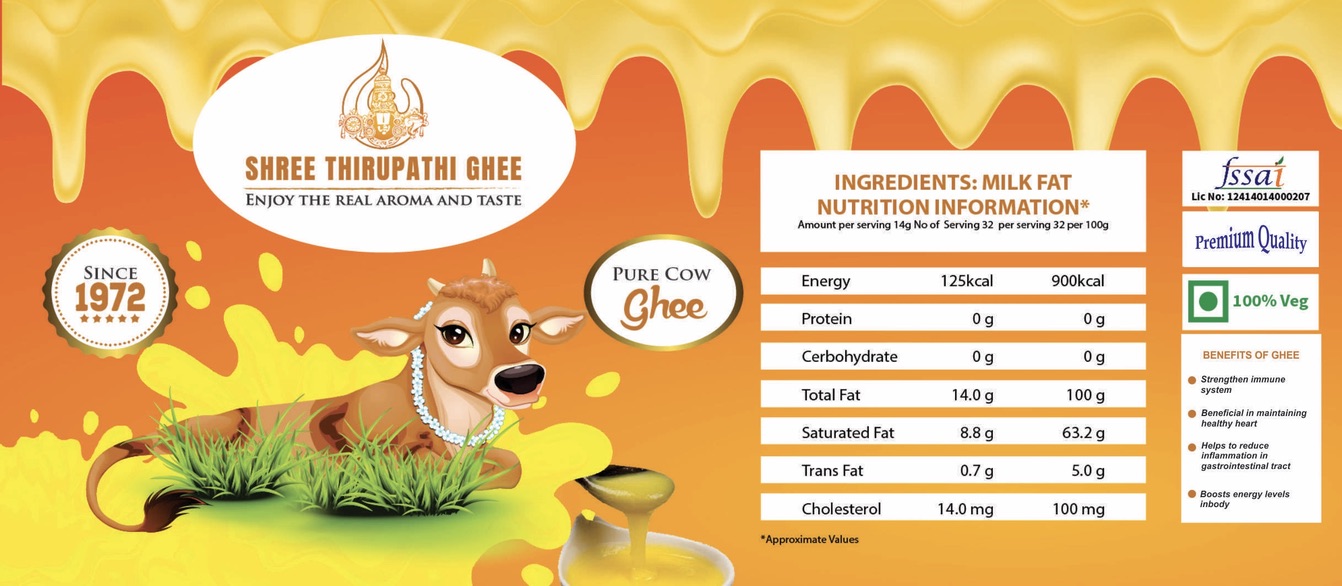 SHREE THIRUPATHI GHEE
ENJOY THE REAL AROMA AND TASTE
SINCE
1972
PURE COW
Ghee
INGREDIENTS: MILK FAT
NUTRITION INFORMATION*
Amount per serving 14g No of Serving 32 per serving 32 per 100g
Energy 125kcal 900kcal
Protein 0 g 0 g
Cerbohydrate 0 g 0 g
Total Fat 14.0 g 100 g
Saturated Fat 8.8 g 63.2 g
Trans Fat 0.7 g 5.0 g
Cholesterol 14.0 mg 100 mg
*Approximate Values
fssai
Lic No: 12414014000207
Premium Quality
100% Veg
BENEFITS OF GHEE
Strengthen immune
system
Beneficial in maintaining
healthy heart
Helps to reduce
inflammation in
gastrointestinal tract
Boosts energy levels
inbody